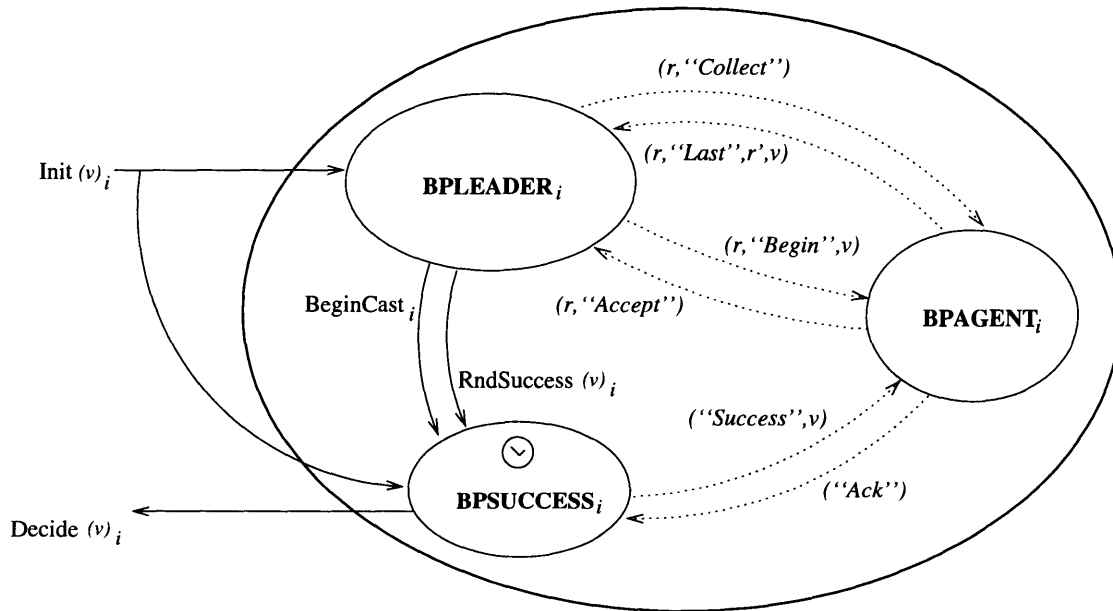 (r,‘‘Collect’’)
(r,‘‘Last’’,r’,v)
Init (v) i
BPLEADER i
(r,‘‘Begin’’,v)
(r,‘‘Accept’’)
BeginCast i
BPAGENT i
RndSuccess (v) i
(‘‘Success’’,v)
(‘‘Ack’’)
BPSUCCESS i
Decide (v) i